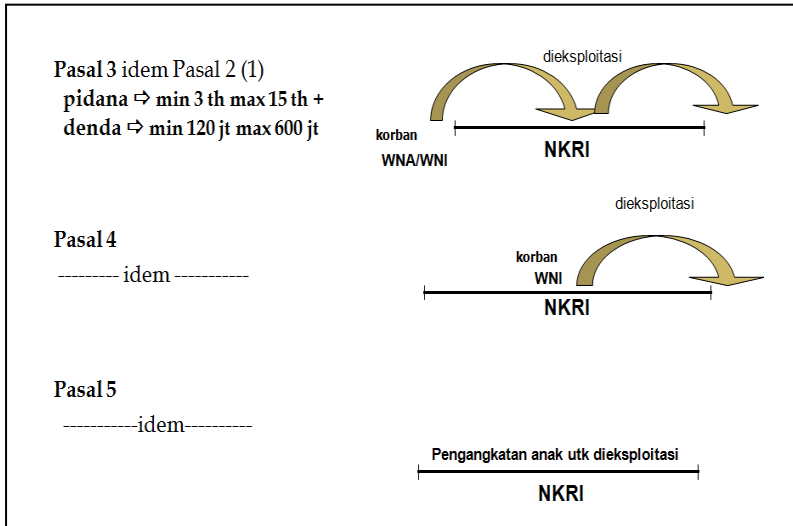 Pasal 3 idem Pasal 2 (1)
pidana ⇨ min 3 th max 15 th +
denda ⇨ min 120 jt max 600 jt
dieksploitasi
korban
WNA/WNI
NKRI
Pasal 4
--------- idem -----------
dieksploitasi
korban
WNI
NKRI
Pasal 5
-----------idem----------
Pengangkatan anak utk dieksploitasi
NKRI